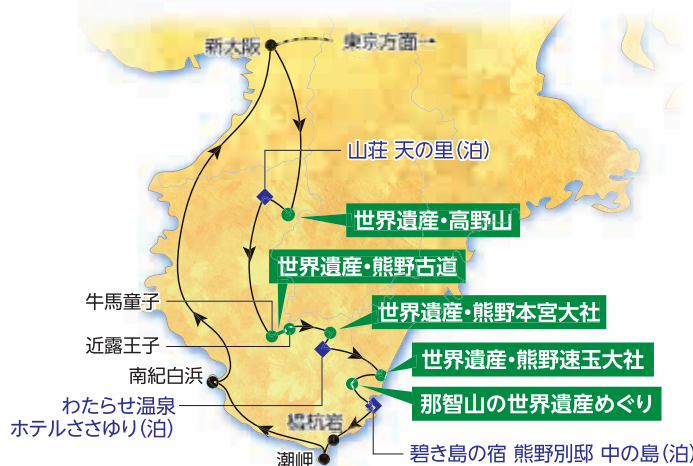 新大阪
東京方面
山荘 天の里(泊)
世界遺産・高野山
世界遺産・熊野古道
牛馬童子
世界遺産・熊野本宮大社
近露王子
世界遺産・熊野速玉大社
南紀白浜
那智山の世界遺産めぐり
わたらせ温泉
ホテルささゆり(泊)
橋杭岩
碧き島の宿 熊野別邸 中の島(泊)
潮岬